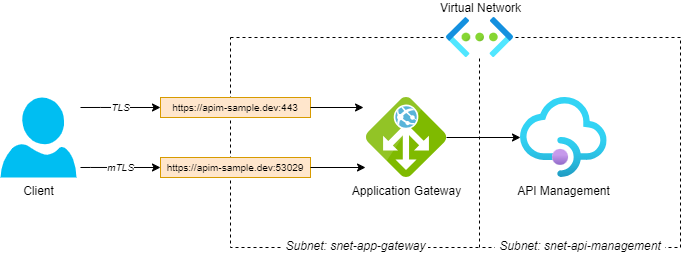 Virtual Network
TLS
https://apim-sample.dev:443
mTLS
https://apim-sample.dev:53029
Client
Application Gateway
API Management
Subnet: snet-app-gateway
Subnet: snet-api-management